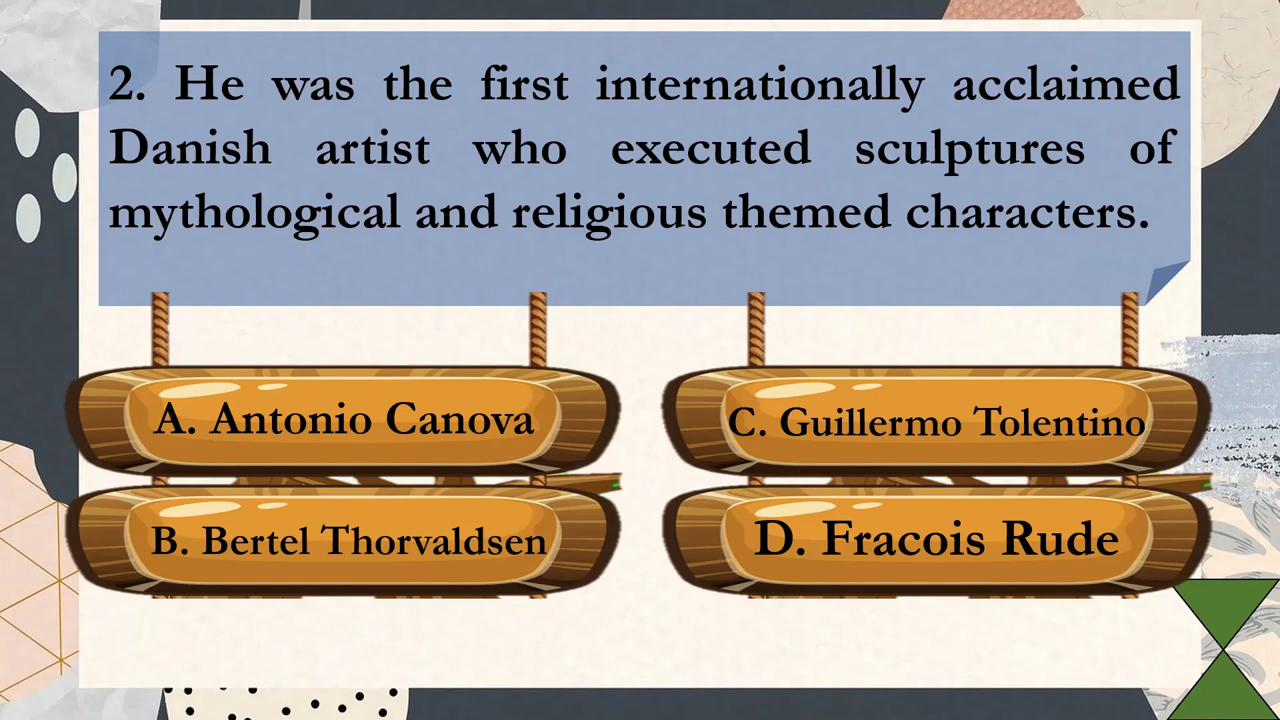 2. He was the first internationally acclaimed
Danish artist who executed sculptures of
mythological and religious themed characters.
A. Antonio Canova
B. Bertel Thorvaldsen
C. Guillermo Tolentino
D. Fracois Rude